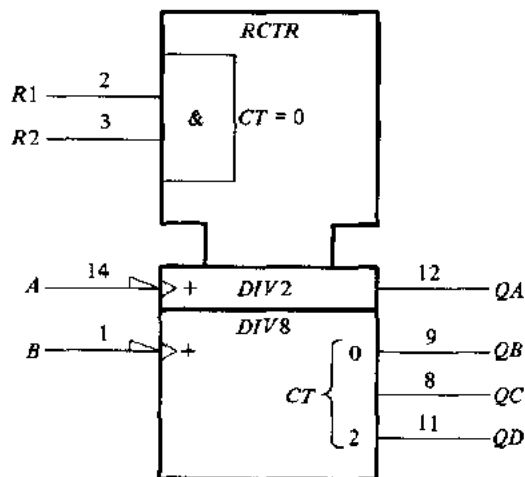 RCTR
R1 2
& CT = 0
R2 3
A 14 + DIV2 12 QA
DIV8
B 1 + 0 9 QB
CT 8 QC
2 11 QD